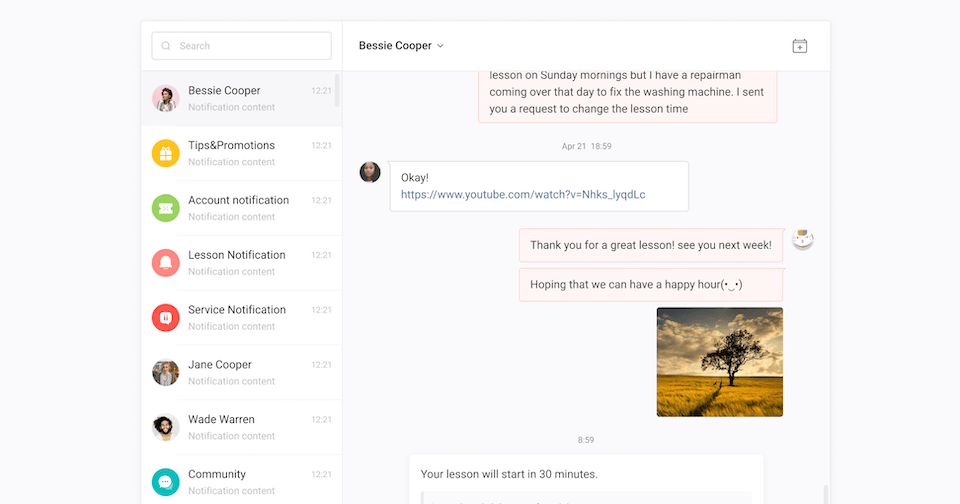 Search
Bessie Cooper
12:21
Notification content
Tips&Promotions
12:21
Notification content
Account notification
12:21
Notification content
Lesson Notification
12:21
Notification content
Service Notification
12:21
Notification content
Jane Cooper
12:21
Notification content
Wade Warren
12:21
Notification content
Community
12:21
Notification content
Bessie Cooper
lesson on Sunday mornings but I have a repairman
coming over that day to fix the washing machine. I sent
you a request to change the lesson time
Apr 21 18:59
Okay!
https://www.youtube.com/watch?v=Nhks_lyqdLc
Thank you for a great lesson! see you next week!
Hoping that we can have a happy hour(•‿•)
8:59
Your lesson will start in 30 minutes.